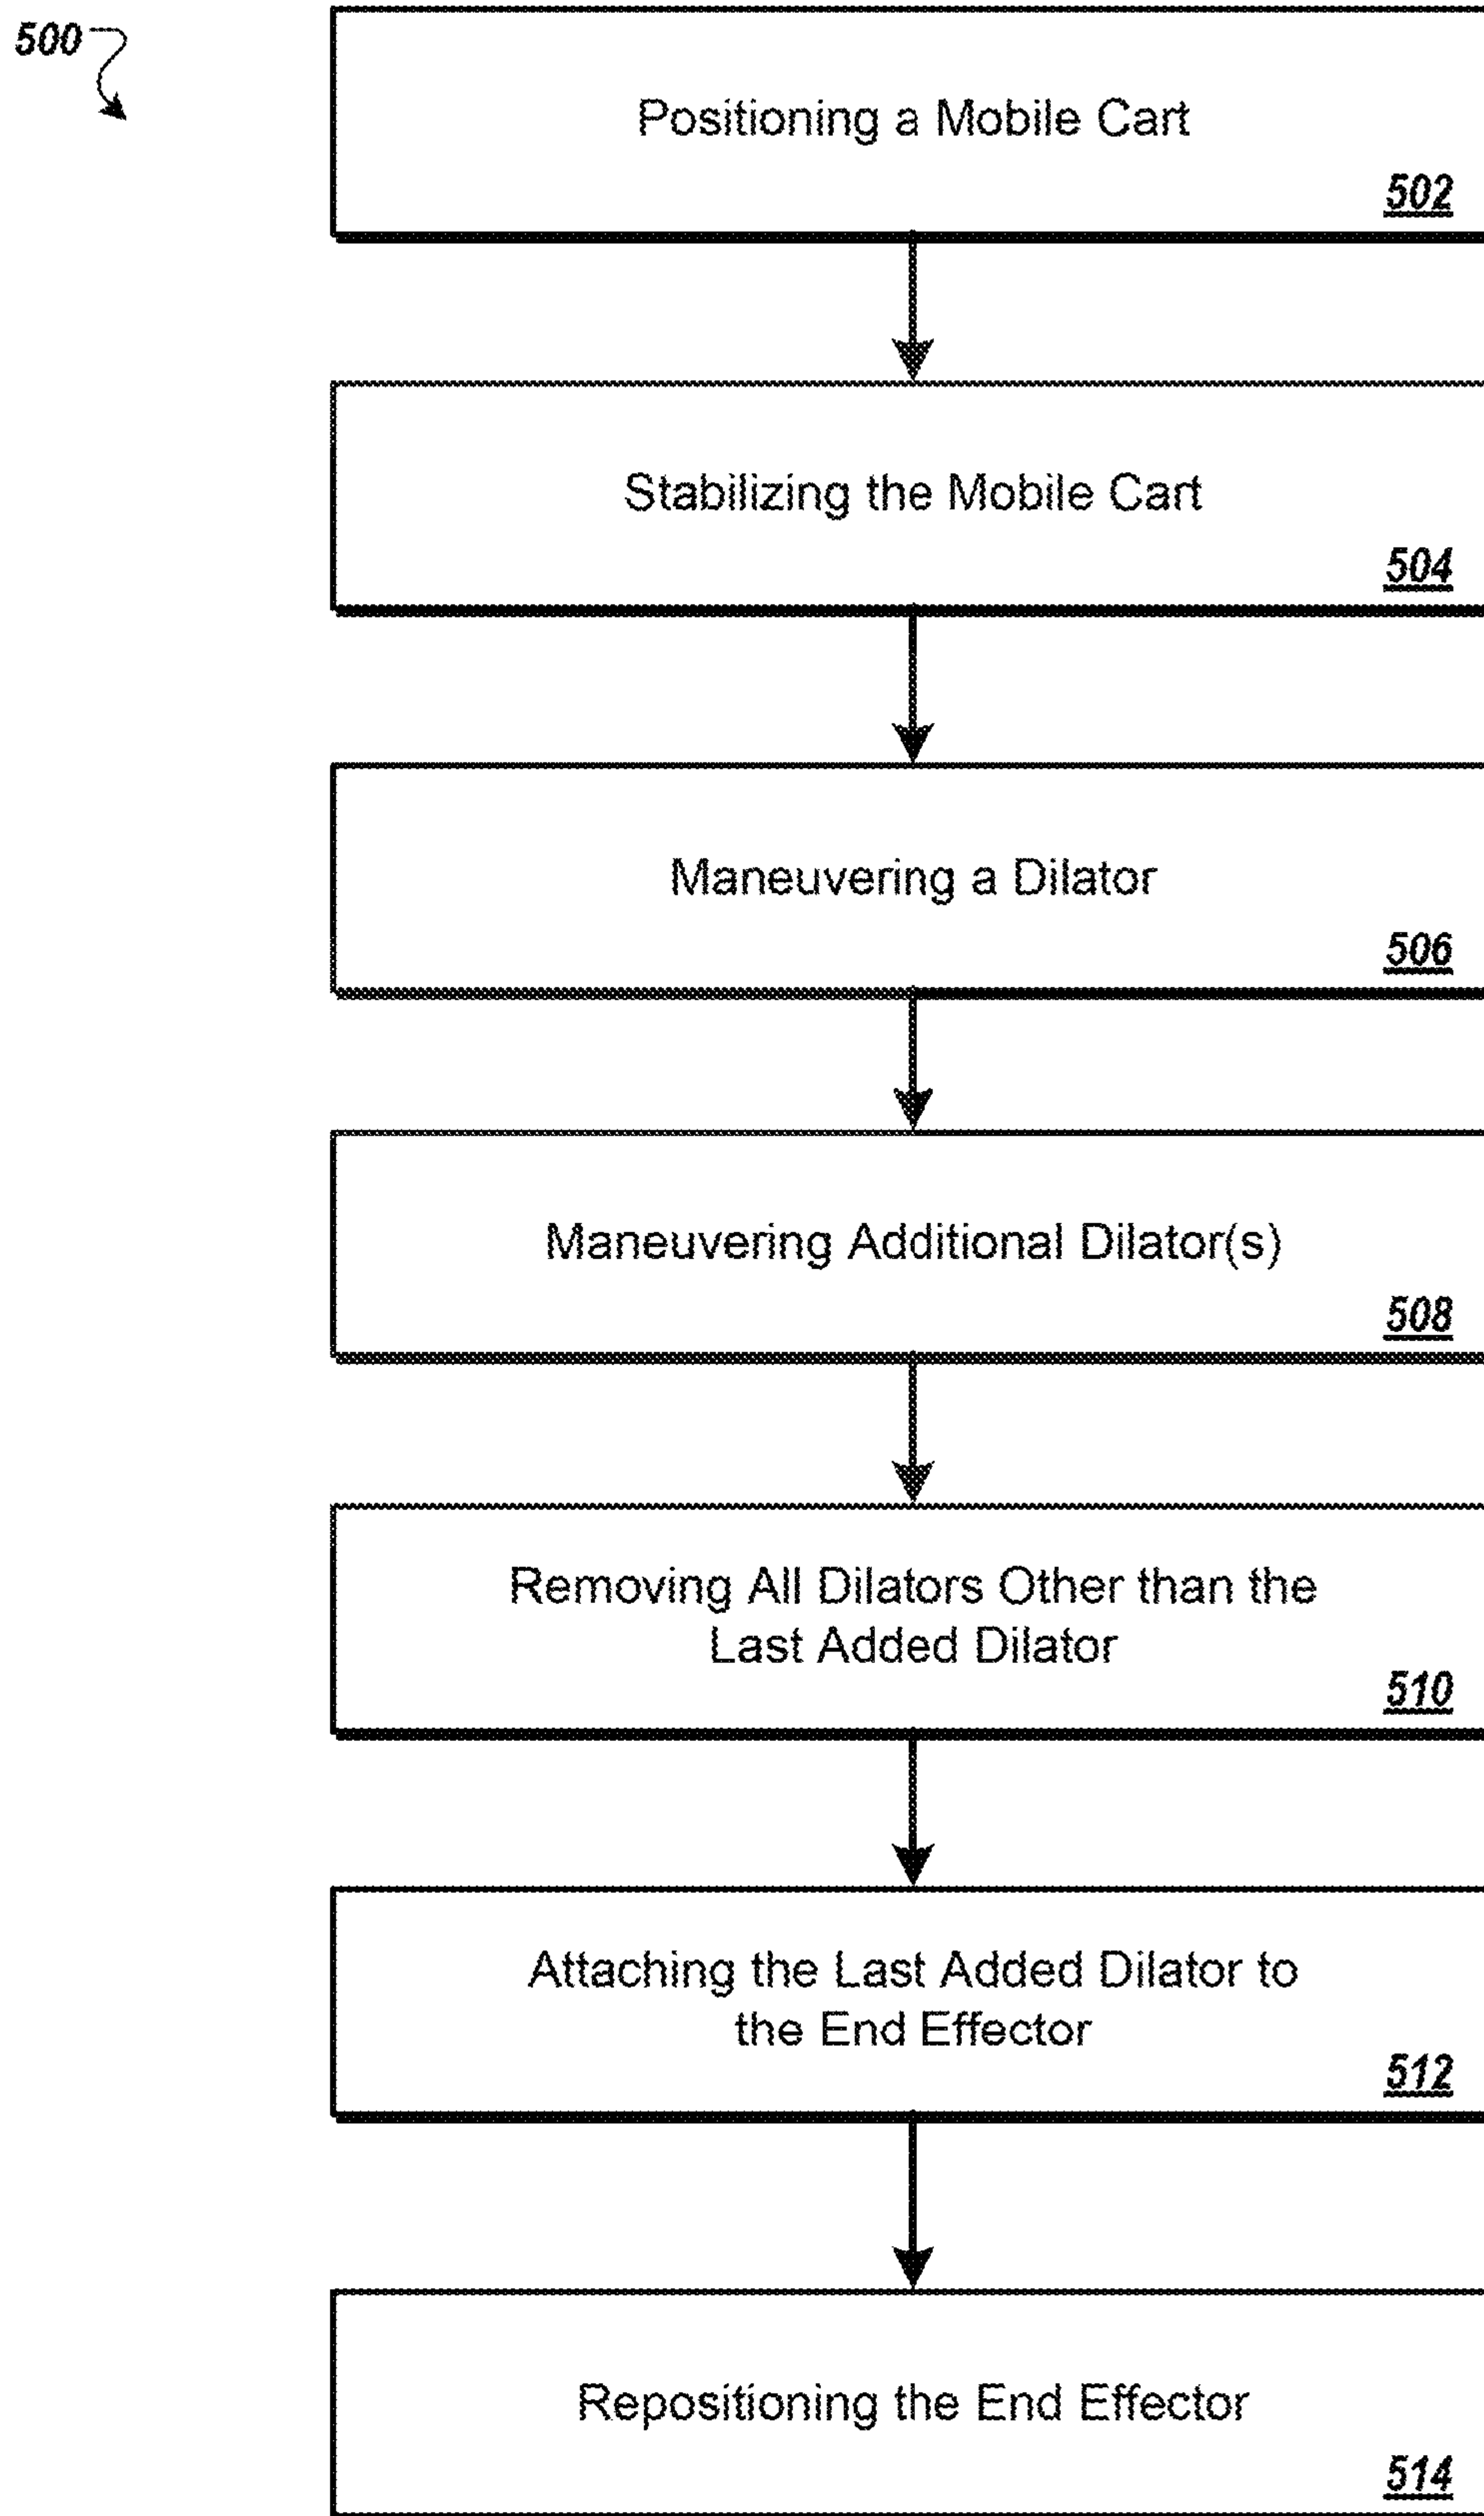 500
Positioning a Mobile Cart
502
Stabilizing the Mobile Cart
504
Maneuvering a Dilator
506
Maneuvering Additional Dilator(s)
508
Removing All Dilators Other than the
Last Added Dilator
510
Attaching the Last Added Dilator to
the End Effector
512
Repositioning the End Effector
514